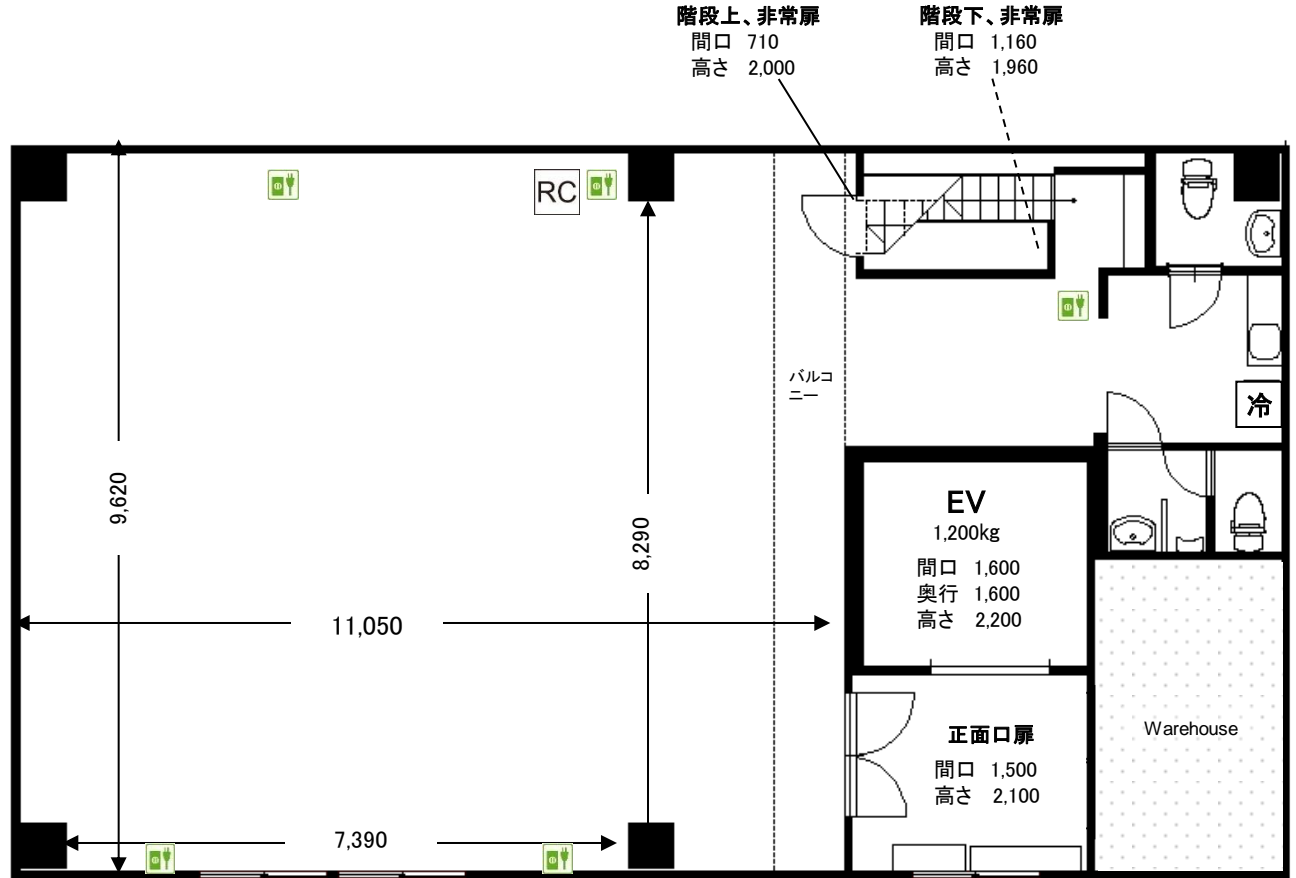 階段上、非常扉
間口 710
高さ 2,000
階段下、非常扉
間口 1,160
高さ 1,960
RC
バルコ
ニー
冷
9,620
8,290
EV
1,200kg
間口 1,600
奥行 1,600
高さ 2,200
11,050
正面口扉
間口 1,500
高さ 2,100
Warehouse
7,390